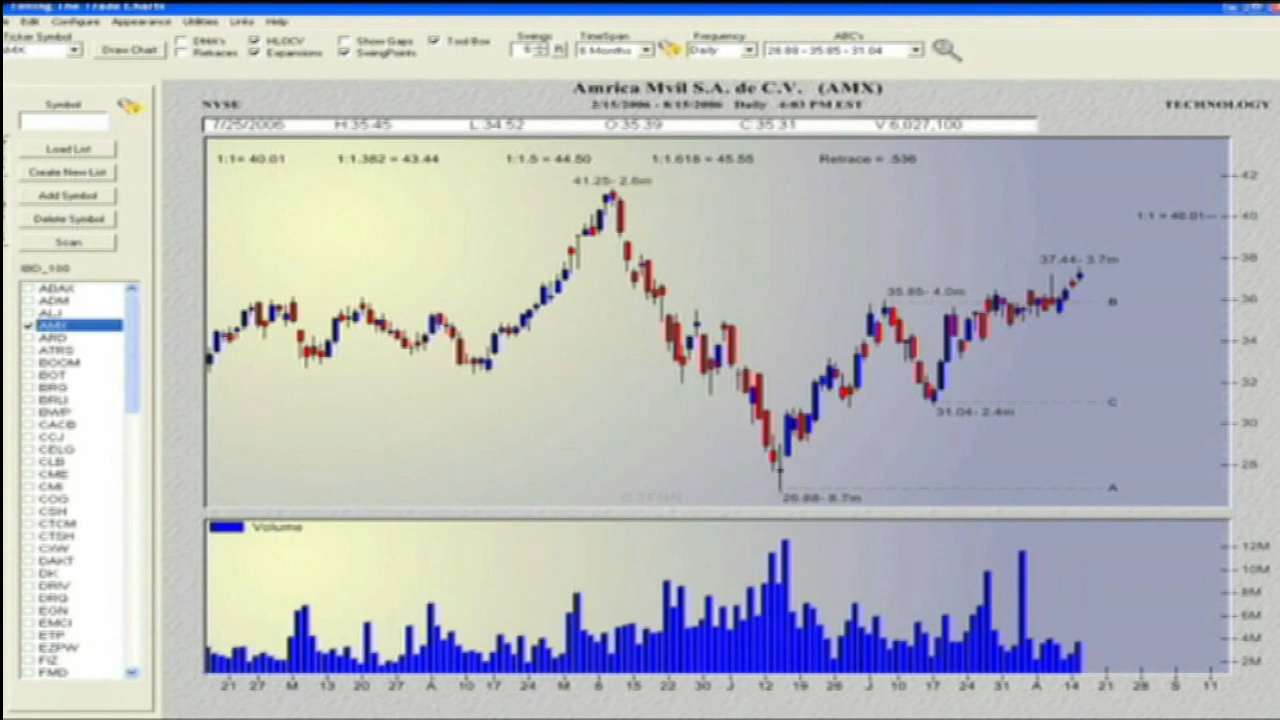 Timing The Trade Charts
Edit Configure Appearance Utilities Links Help
Ticker Symbol
AMX
Draw Chart
DMA's
Retraces
HLOCV
Expansions
Show Gaps
SwingPoints
Tool Box
Swings
TimeSpan
6 Months
Frequency
Daily
ABC's
26.88 - 35.85 - 31.04
Symbol
Load List
Create New List
Add Symbol
Delete Symbol
Scan
IBD_100
ABAX
ADM
ALJ
AMX
ARD
ATRS
BOOM
BOT
BRG
BRLI
BWP
CACB
CCJ
CELG
CLB
CME
CMI
COG
CSH
CTCM
CTSH
CXW
DAKT
DK
DRIV
DRQ
EGN
EMCI
ETP
EZPW
FIZ
FMD
Amrica Mvil S.A. de C.V. (AMX)
NYSE
2/15/2006 - 8/15/2006 Daily 4:03 PM EST
TECHNOLOGY
7/25/2006 H:35.45 L:34.52 O:35.39 C:35.31 V:6,027,100
1:1= 40.01 1:1.382 = 43.44 1:1.5 = 44.50 1:1.618 = 45.55 Retrace = .536
41.25- 2.6m
42
1:1 = 40.01
40
37.44- 3.7m
38
35.85- 4.0m
36
B
34
32
31.04- 2.4m
C
30
28
A
26.88- 8.7m
Volume
12M
10M
8M
6M
4M
2M
21 27 M 13 20 27 A 10 17 24 M 8 15 22 30 J 12 19 26 J 10 17 24 31 A 14 21 28 S 11